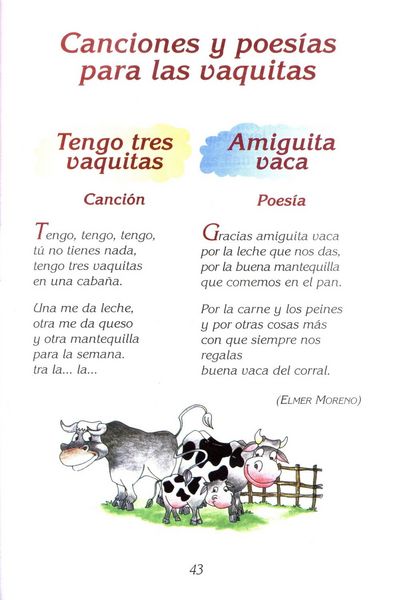 Canciones y poesías
para las vaquitas
Tengo tres
vaquitas
Canción
Tengo, tengo, tengo,
tú no tienes nada,
tengo tres vaquitas
en una cabaña.
Una me da leche,
otra me da queso
y otra mantequilla
para la semana.
tra la... la...
Amiguita
vaca
Poesía
Gracias amiguita vaca
por la leche que nos das,
por la buena mantequilla
que comemos en el pan.
Por la carne y los peines
y por otras cosas más
con que siempre nos
regalas
buena vaca del corral.
(ELMER MORENO)
43